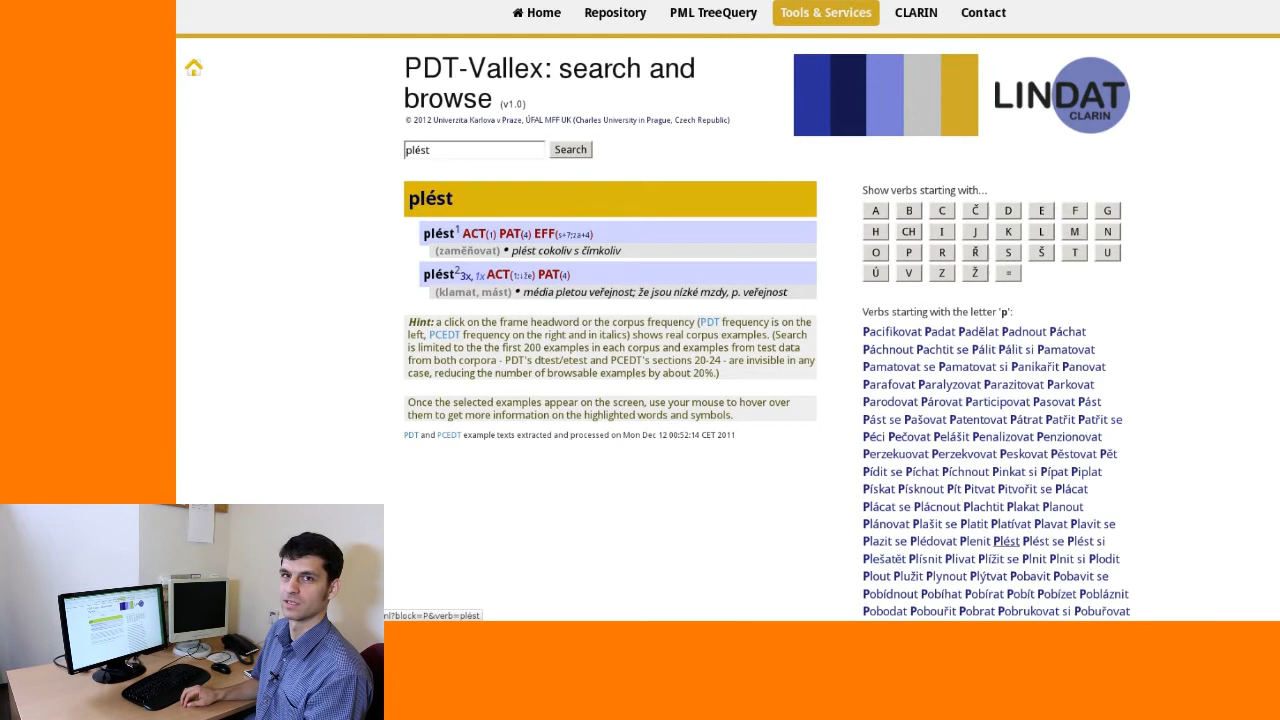 Home Repository PML TreeQuery Tools & Services CLARIN Contact
PDT-Vallex: search and
browse (v1.0)
© 2012 Univerzita Karlova v Praze, ÚFAL MFF UK (Charles University in Prague, Czech Republic)
LINDAT
CLARIN
plést Search
plést
plést1 ACT(1) PAT(4) EFF(s+7;za+4)
(zaměňovat) • plést cokoliv s čímkoliv
plést2 3x, 1x ACT(1;↓že) PAT(4)
(klamat, mást) • média pletou veřejnost; že jsou nízké mzdy, p. veřejnost
Hint: a click on the frame headword or the corpus frequency (PDT frequency is on the
left, PCEDT frequency on the right and in italics) shows real corpus examples. (Search
is limited to the the first 200 examples in each corpus and examples from test data
from both corpora - PDT's dtest/etest and PCEDT's sections 20-24 - are invisible in any
case, reducing the number of browsable examples by about 20%.)
Once the selected examples appear on the screen, use your mouse to hover over
them to get more information on the highlighted words and symbols.
PDT and PCEDT example texts extracted and processed on Mon Dec 12 00:52:14 CET 2011
Show verbs starting with...
A B C Č D E F G
H CH I J K L M N
O P R Ř S Š T U
Ú V Z Ž ¤
Verbs starting with the letter 'p':
Pacifikovat Padat Padělat Padnout Páchat
Páchnout Pachtit se Pálit Pálit si Pamatovat
Pamatovat se Pamatovat si Panikařit Panovat
Parafovat Paralyzovat Parazitovat Parkovat
Parodovat Párovat Participovat Pasovat Pást
Pást se Pašovat Patentovat Pátrat Patřit Patřit se
Péci Pečovat Pelášit Penalizovat Penzionovat
Perzekuovat Perzekvovat Peskovat Pěstovat Pět
Pídit se Píchat Píchnout Pinkat si Pípat Piplat
Pískat Písknout Pít Pitvat Pitvořit se Plácat
Plácat se Plácnout Plachtit Plakat Planout
Plánovat Plašit se Platit Platívat Plavat Plavit se
Plazit se Plédovat Plenit Plést Plést se Plést si
Plešatět Plísnit Plivat Plížit se Plnit Plnit si Plodit
Plout Plužit Plynout Plýtvat Pobavit Pobavit se
Pobídnout Pobíhat Pobírat Pobít Pobízet Pobláznit
Pobodat Pobouřit Pobrat Pobrukovat si Pobuřovat
nl?block=P&verb=plést